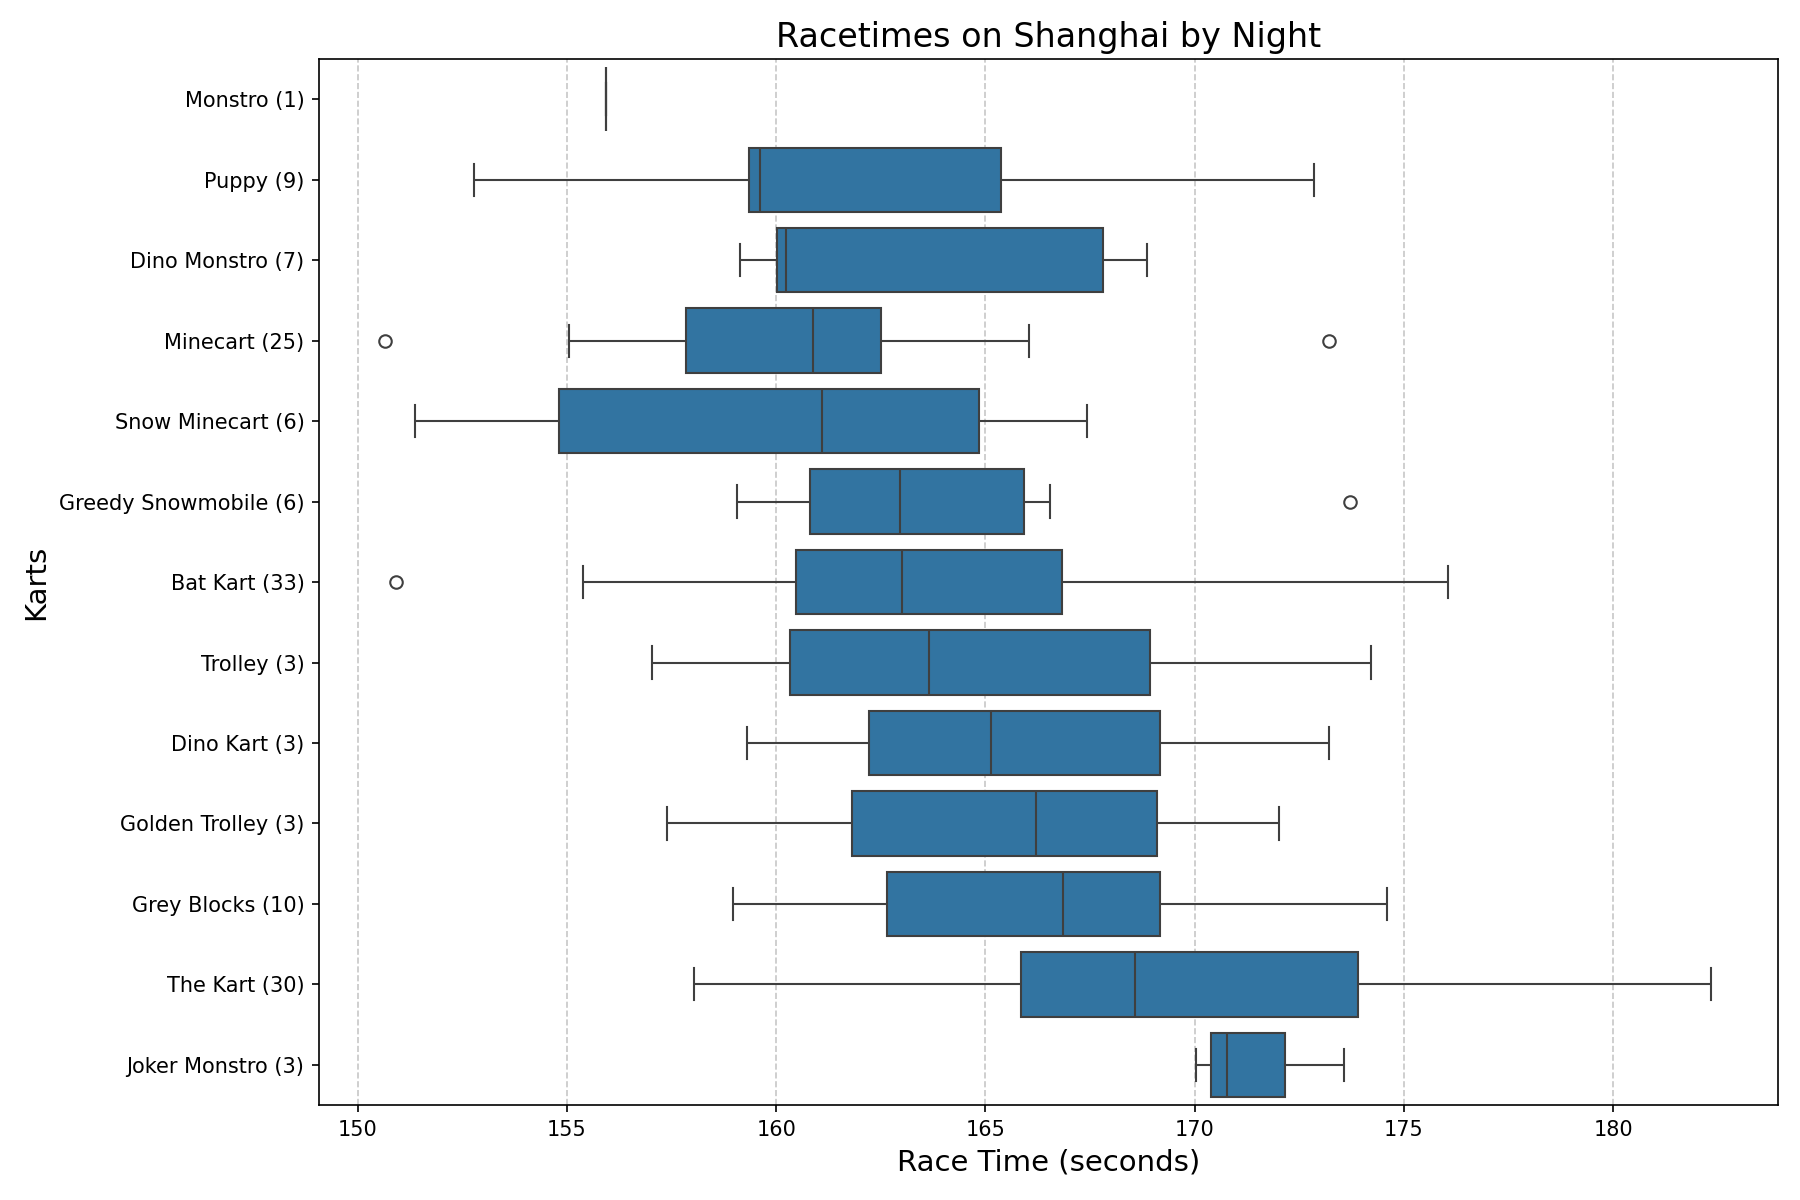 Racetimes on Shanghai by Night
Karts
Monstro (1)
Puppy (9)
Dino Monstro (7)
Minecart (25)
Snow Minecart (6)
Greedy Snowmobile (6)
Bat Kart (33)
Trolley (3)
Dino Kart (3)
Golden Trolley (3)
Grey Blocks (10)
The Kart (30)
Joker Monstro (3)
150 155 160 165 170 175 180
Race Time (seconds)